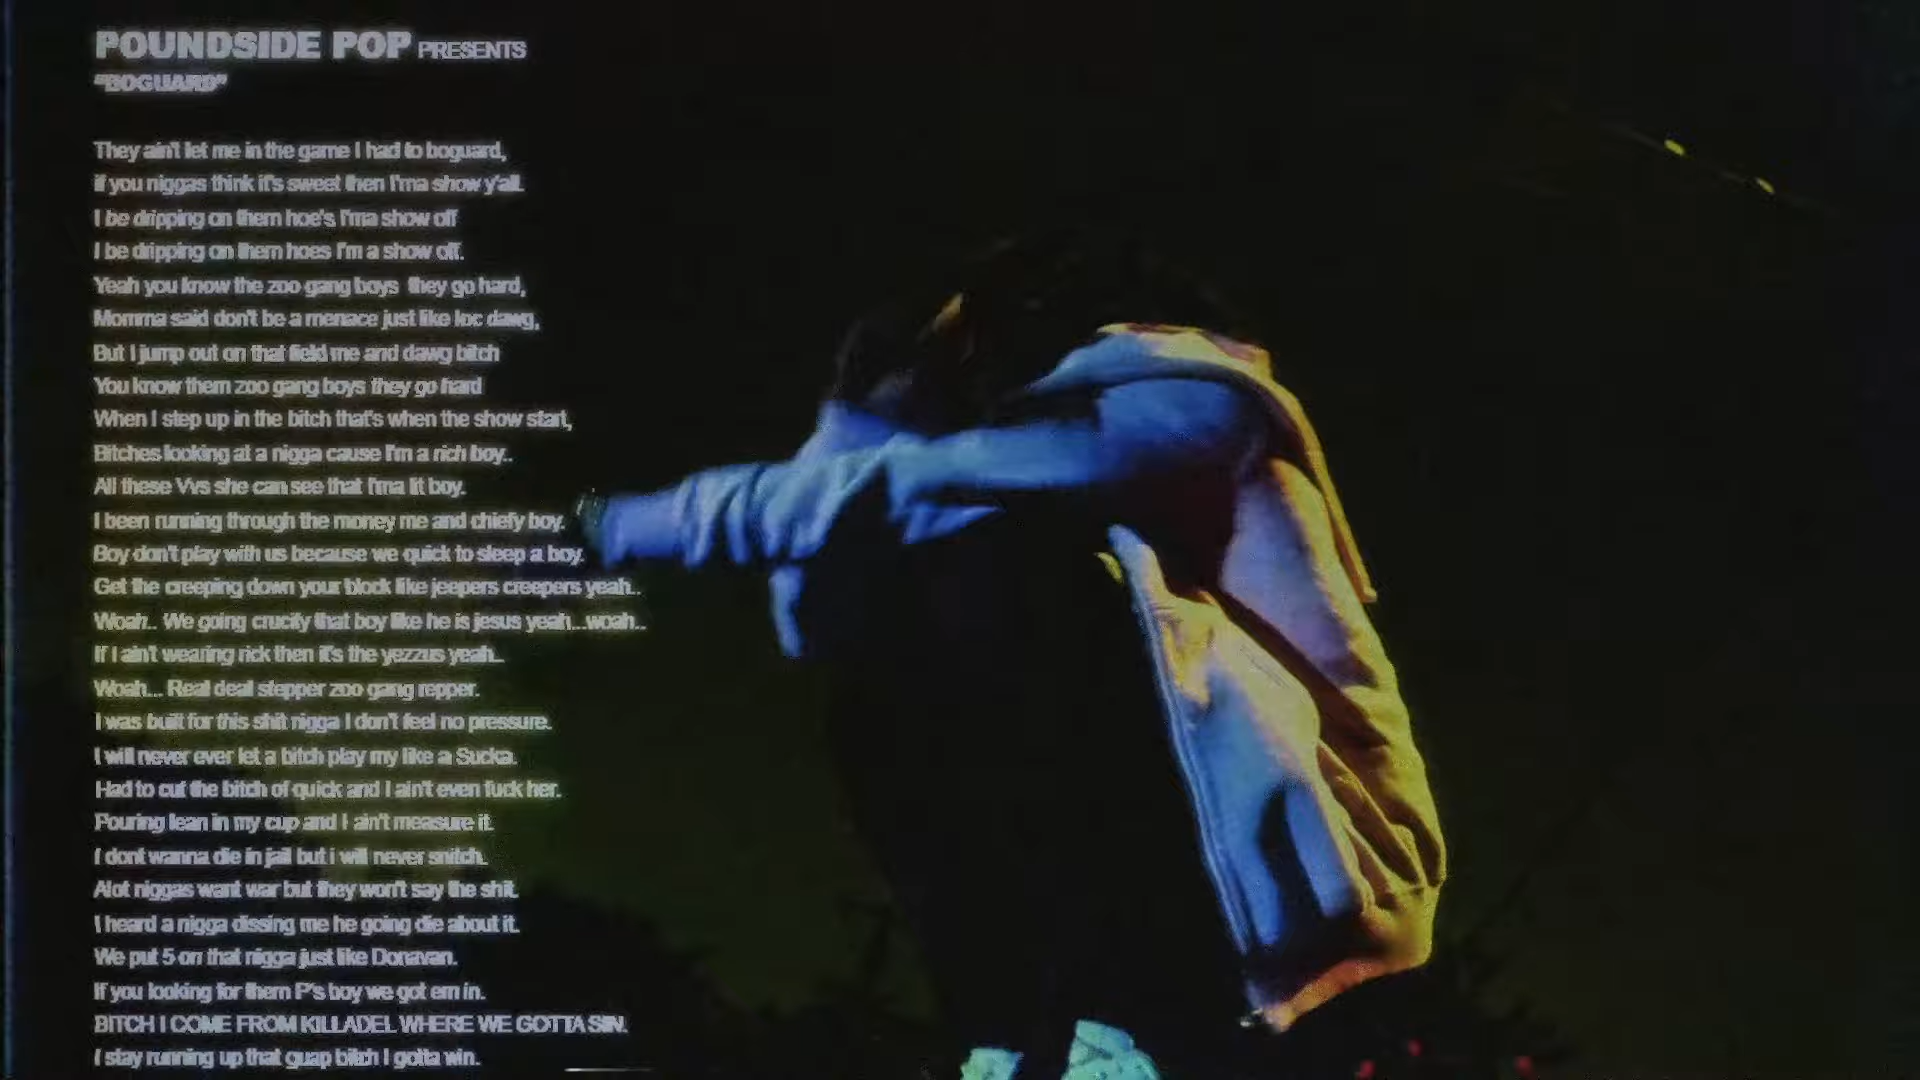 POUNDSIDE POP PRESENTS
"BOGUARD"
They ain't let me in the game I had to boguard,
if you niggas think it's sweet then I'ma show y'all.
I be dripping on them hoe's I'ma show off
I be dripping on them hoes I'm a show off.
Yeah you know the zoo gang boys they go hard,
Momma said don't be a menace just like loc dawg,
But I jump out on that field me and dawg bitch
You know them zoo gang boys they go hard
When I step up in the bitch that's when the show start,
Bitches looking at a nigga cause I'm a rich boy..
All these Vvs she can see that I'ma lit boy.
I been running through the money me and chiefy boy.
Boy don't play with us because we quick to sleep a boy.
Get the creeping down your block like jeepers creepers yeah..
Woah.. We going crucify that boy like he is jesus yeah...woah..
If I ain't wearing rick then it's the yezzus yeah..
Woah... Real deal stepper zoo gang repper.
I was built for this shit nigga I don't feel no pressure.
I will never ever let a bitch play my like a Sucka.
Had to cut the bitch of quick and I ain't even fuck her.
Pouring lean in my cup and I ain't measure it.
I dont wanna die in jail but i will never snitch.
Alot niggas want war but they won't say the shit.
I heard a nigga dissing me he going die about it.
We put 5 on that nigga just like Donavan.
If you looking for them P's boy we got em in.
BITCH I COME FROM KILLADEL WHERE WE GOTTA SIN.
I stay running up that guap bitch I gotta win.